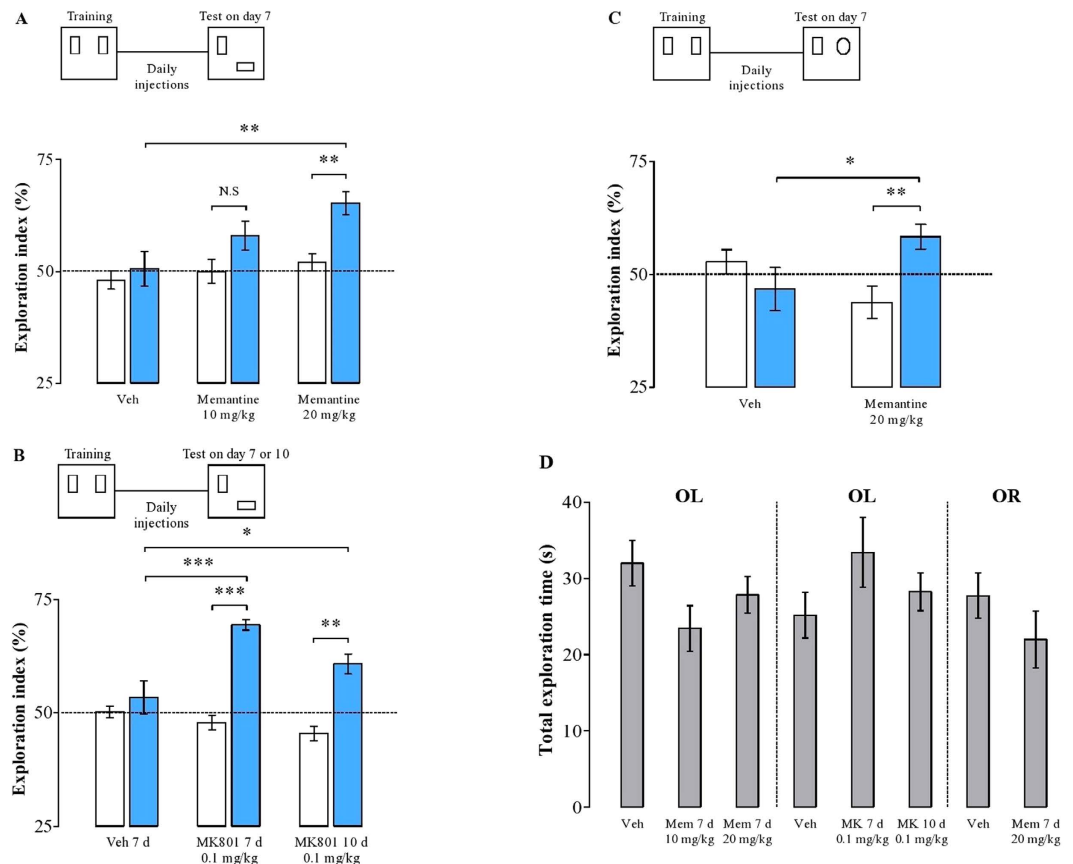 A
Training
Test on day 7
Daily
injections
**
**
N.S
75
50
25
Exploration index (%)
Veh
Memantine
10 mg/kg
Memantine
20 mg/kg
B
Training
Test on day 7 or 10
Daily
injections
*
***
***
**
75
50
25
Exploration index (%)
Veh 7 d
MK801 7 d
0.1 mg/kg
MK801 10 d
0.1 mg/kg
C
Training
Test on day 7
Daily
injections
*
**
75
50
25
Exploration index (%)
Veh
Memantine
20 mg/kg
D
OL
OL
OR
40
30
20
10
0
Total exploration time (s)
Veh
Mem 7 d
10 mg/kg
Mem 7 d
20 mg/kg
Veh
MK 7 d
0.1 mg/kg
MK 10 d
0.1 mg/kg
Veh
Mem 7 d
20 mg/kg